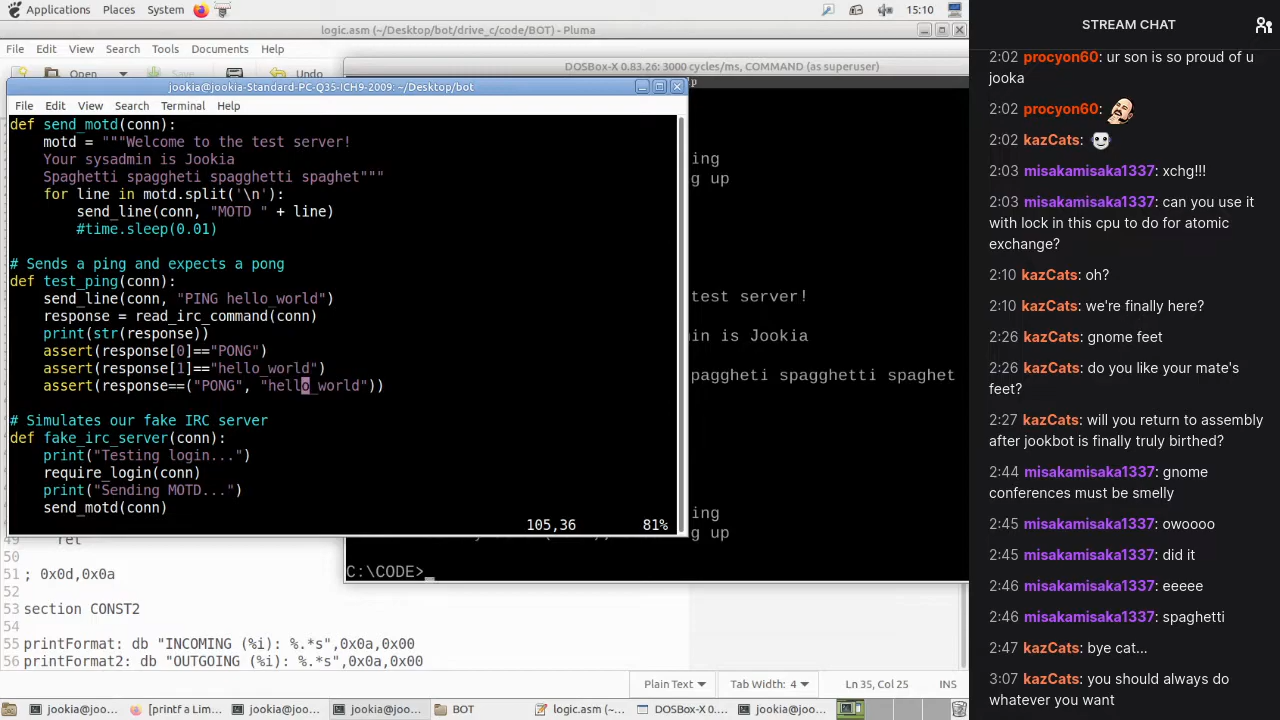 Applications Places System 15:10
logic.asm (~/Desktop/bot/drive_c/code/BOT) - Pluma
File Edit View Search Tools Documents Help
Open Save Undo
DOSBox-X 0.83.26: 3000 cycles/ms, COMMAND (as superuser)
jookia@jookia-Standard-PC-Q35-ICH9-2009: ~/Desktop/bot
File Edit View Search Terminal Help
def send_motd(conn):
    motd = """Welcome to the test server!
    Your sysadmin is Jookia
    Spaghetti spaggheti spagghetti spaghet"""
    for line in motd.split('\n'):
        send_line(conn, "MOTD " + line)
        #time.sleep(0.01)
# Sends a ping and expects a pong
def test_ping(conn):
    send_line(conn, "PING hello_world")
    response = read_irc_command(conn)
    print(str(response))
    assert(response[0]=="PONG")
    assert(response[1]=="hello_world")
    assert(response==("PONG", "hello_world"))
# Simulates our fake IRC server
def fake_irc_server(conn):
    print("Testing login...")
    require_login(conn)
    print("Sending MOTD...")
    send_motd(conn)
105,36 81%
lp
ing
g up
test server!
in is Jookia
paggheti spagghetti spaghet
ing
g up
C:\CODE>_
49 ret
50
51 ; 0x0d,0x0a
52
53 section CONST2
54
55 printFormat: db "INCOMING (%i): %.*s",0x0a,0x00
56 printFormat2: db "OUTGOING (%i): %.*s",0x0a,0x00
Plain Text Tab Width: 4 Ln 35, Col 25 INS
jookia@joo... [printf a Lim... jookia@joo... jookia@joo... BOT logic.asm (~... DOSBox-X 0.... jookia@joo...
STREAM CHAT
2:02 procyon60: ur son is so proud of u
jooka
2:02 procyon60:
2:02 kazCats:
2:03 misakamisaka1337: xchg!!!
2:03 misakamisaka1337: can you use it
with lock in this cpu to do for atomic
exchange?
2:10 kazCats: oh?
2:10 kazCats: we're finally here?
2:26 kazCats: gnome feet
2:26 kazCats: do you like your mate's
feet?
2:27 kazCats: will you return to assembly
after jookbot is finally truly birthed?
2:44 misakamisaka1337: gnome
conferences must be smelly
2:45 misakamisaka1337: owoooo
2:45 misakamisaka1337: did it
2:46 misakamisaka1337: eeeee
2:46 misakamisaka1337: spaghetti
2:47 kazCats: bye cat...
3:07 kazCats: you should always do
whatever you want